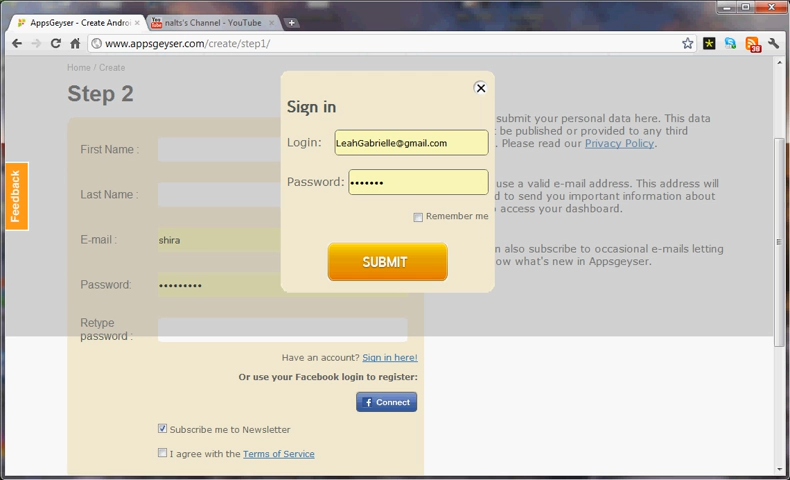 AppsGeyser - Create Androi
nalts's Channel - YouTube
www.appsgeyser.com/create/step1/
38
Home / Create
Step 2
Sign in
Login: LeahGabrielle@gmail.com
Password: •••••••
Remember me
SUBMIT
Feedback
First Name :
Last Name :
E-mail : shira
Password: •••••••••
Retype
password :
Have an account? Sign in here!
Or use your Facebook login to register:
f Connect
Subscribe me to Newsletter
I agree with the Terms of Service
submit your personal data here. This data
be published or provided to any third
Please read our Privacy Policy.
use a valid e-mail address. This address will
to send you important information about
access your dashboard.
also subscribe to occasional e-mails letting
what's new in Appsgeyser.